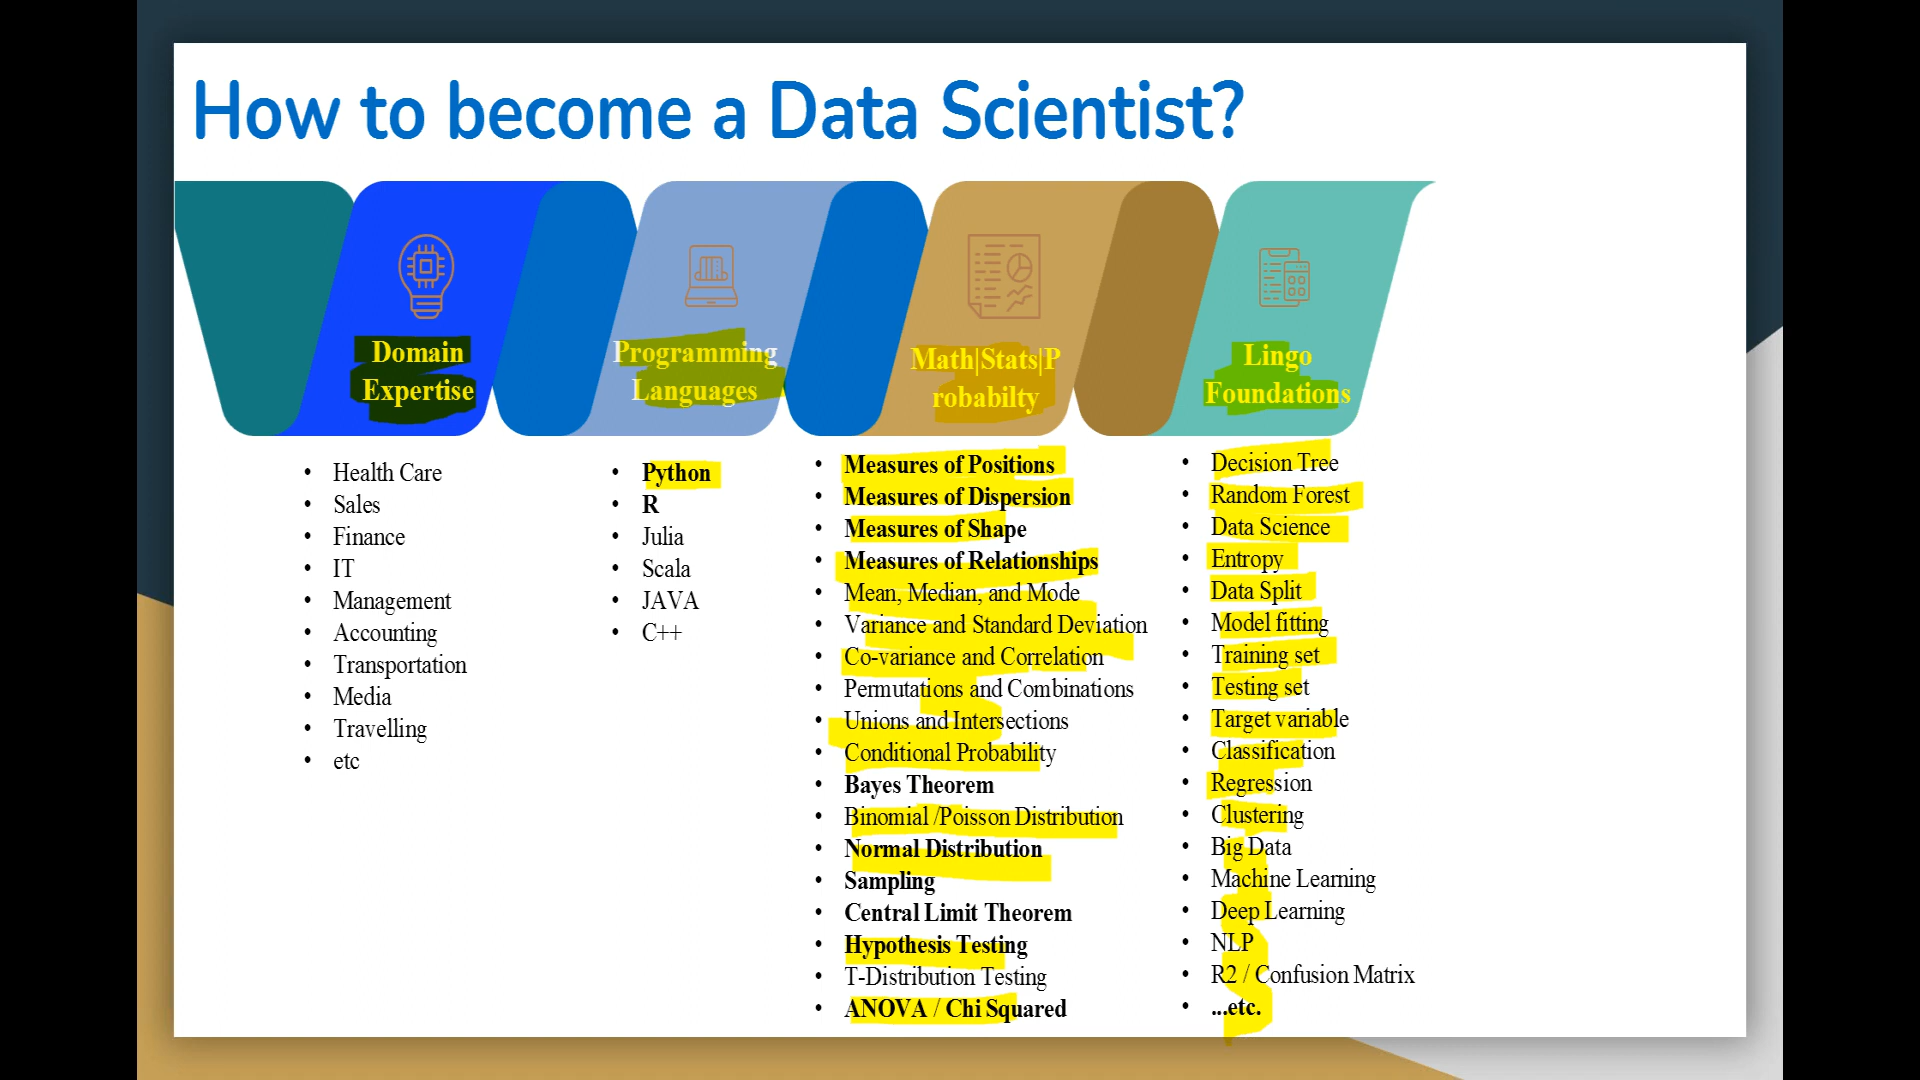 How to become a Data Scientist?
Domain
Expertise
Programming
Languages
Math|Stats|P
robabilty
Lingo
Foundations
Health Care
Sales
Finance
IT
Management
Accounting
Transportation
Media
Travelling
etc
Python
R
Julia
Scala
JAVA
C++
Measures of Positions
Measures of Dispersion
Measures of Shape
Measures of Relationships
Mean, Median, and Mode
Variance and Standard Deviation
Co-variance and Correlation
Permutations and Combinations
Unions and Intersections
Conditional Probability
Bayes Theorem
Binomial /Poisson Distribution
Normal Distribution
Sampling
Central Limit Theorem
Hypothesis Testing
T-Distribution Testing
ANOVA / Chi Squared
Decision Tree
Random Forest
Data Science
Entropy
Data Split
Model fitting
Training set
Testing set
Target variable
Classification
Regression
Clustering
Big Data
Machine Learning
Deep Learning
NLP
R2 / Confusion Matrix
...etc.